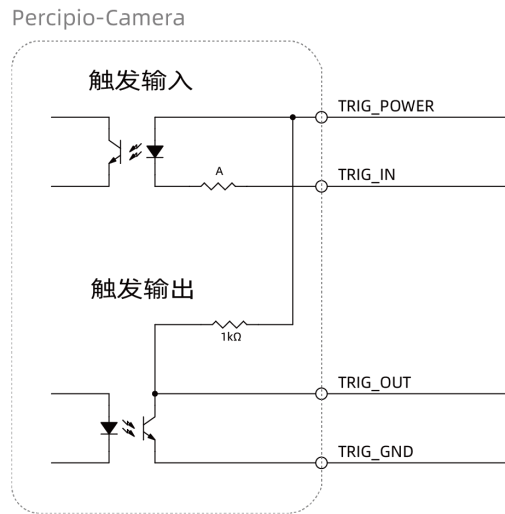 Percipio-Camera
触发输入
TRIG_POWER
A
TRIG_IN
触发输出
1kΩ
TRIG_OUT
TRIG_GND